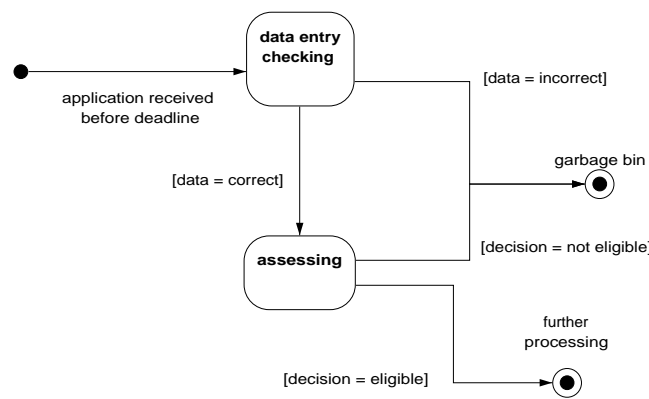 data entry
checking
[data = incorrect]
application received
before deadline
garbage bin
[data = correct]
[decision = not eligible]
assessing
further
processing
[decision = eligible]